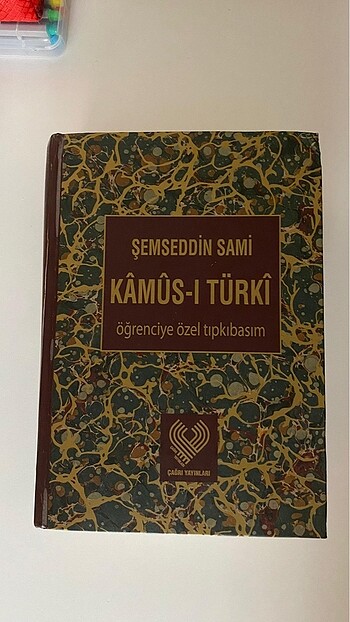 ŞEMSEDDİN SAMİ
KÂMÛS-I TÜRKÎ
öğrenciye özel tıpkıbasım
ÇAĞRI YAYINLARI